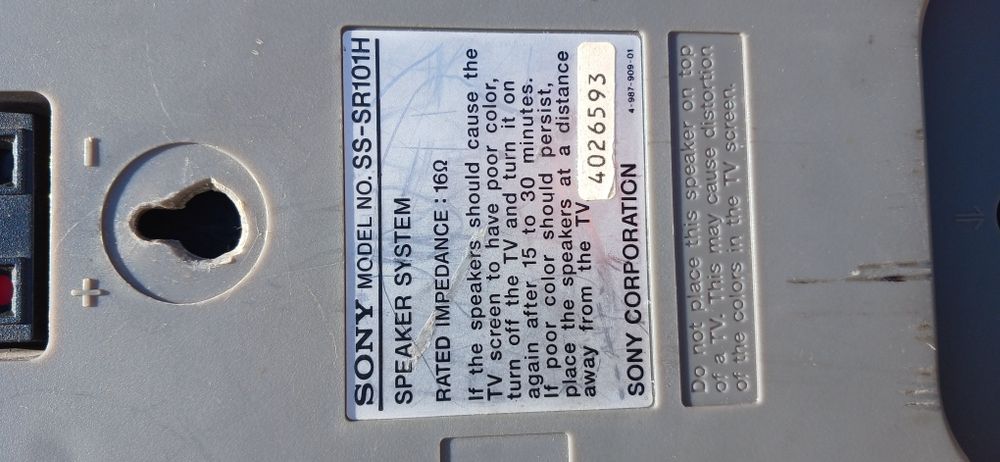 SONY MODEL NO. SS-SR101H
SPEAKER SYSTEM
RATED IMPEDANCE : 16Ω
If the speakers should cause the
TV screen to have poor color,
turn off the TV and turn it on
again after 15 to 30 minutes.
If poor color should persist,
place the speakers at a distance
away from the TV
4026593
SONY CORPORATION
4-987-909-01
Do not place this speaker on top
of a TV. This may cause distortion
of the colors in the TV screen.
+ −